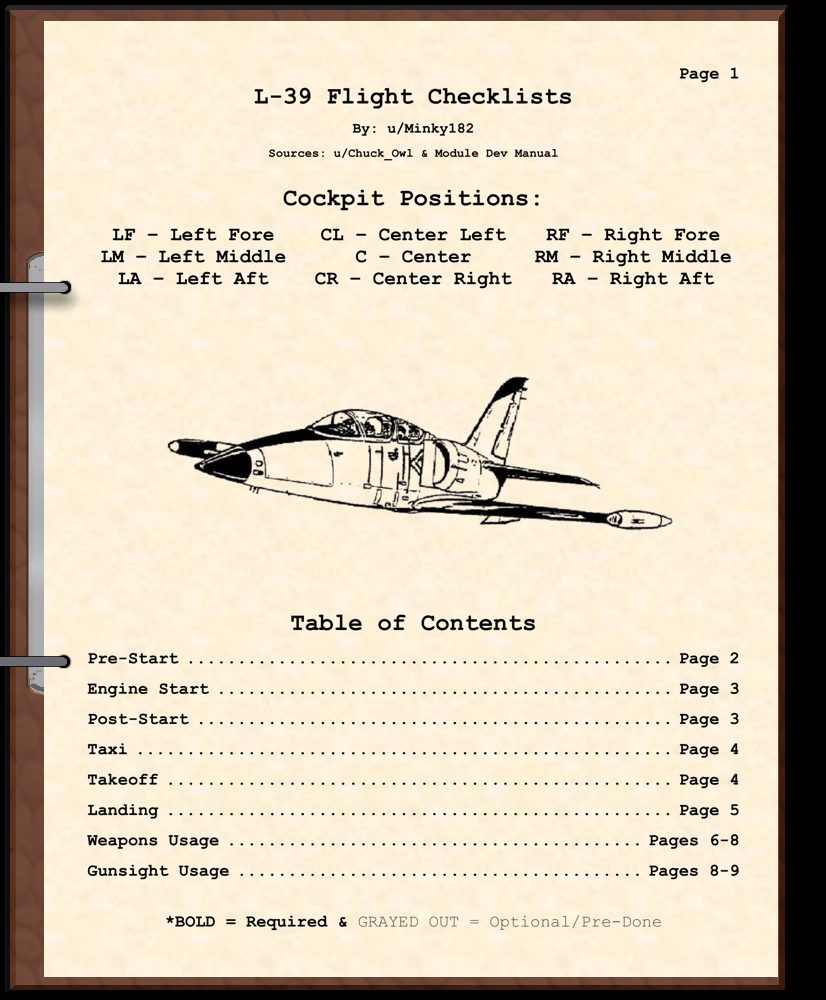 Page 1
L-39 Flight Checklists
By: u/Minky182
Sources: u/Chuck_Owl & Module Dev Manual
Cockpit Positions:
LF - Left Fore CL - Center Left RF - Right Fore
LM - Left Middle C - Center RM - Right Middle
LA - Left Aft CR - Center Right RA - Right Aft
Table of Contents
Pre-Start ................................................ Page 2
Engine Start ............................................. Page 3
Post-Start ............................................... Page 3
Taxi ..................................................... Page 4
Takeoff .................................................. Page 4
Landing .................................................. Page 5
Weapons Usage ......................................... Pages 6-8
Gunsight Usage ........................................ Pages 8-9
*BOLD = Required & GRAYED OUT = Optional/Pre-Done